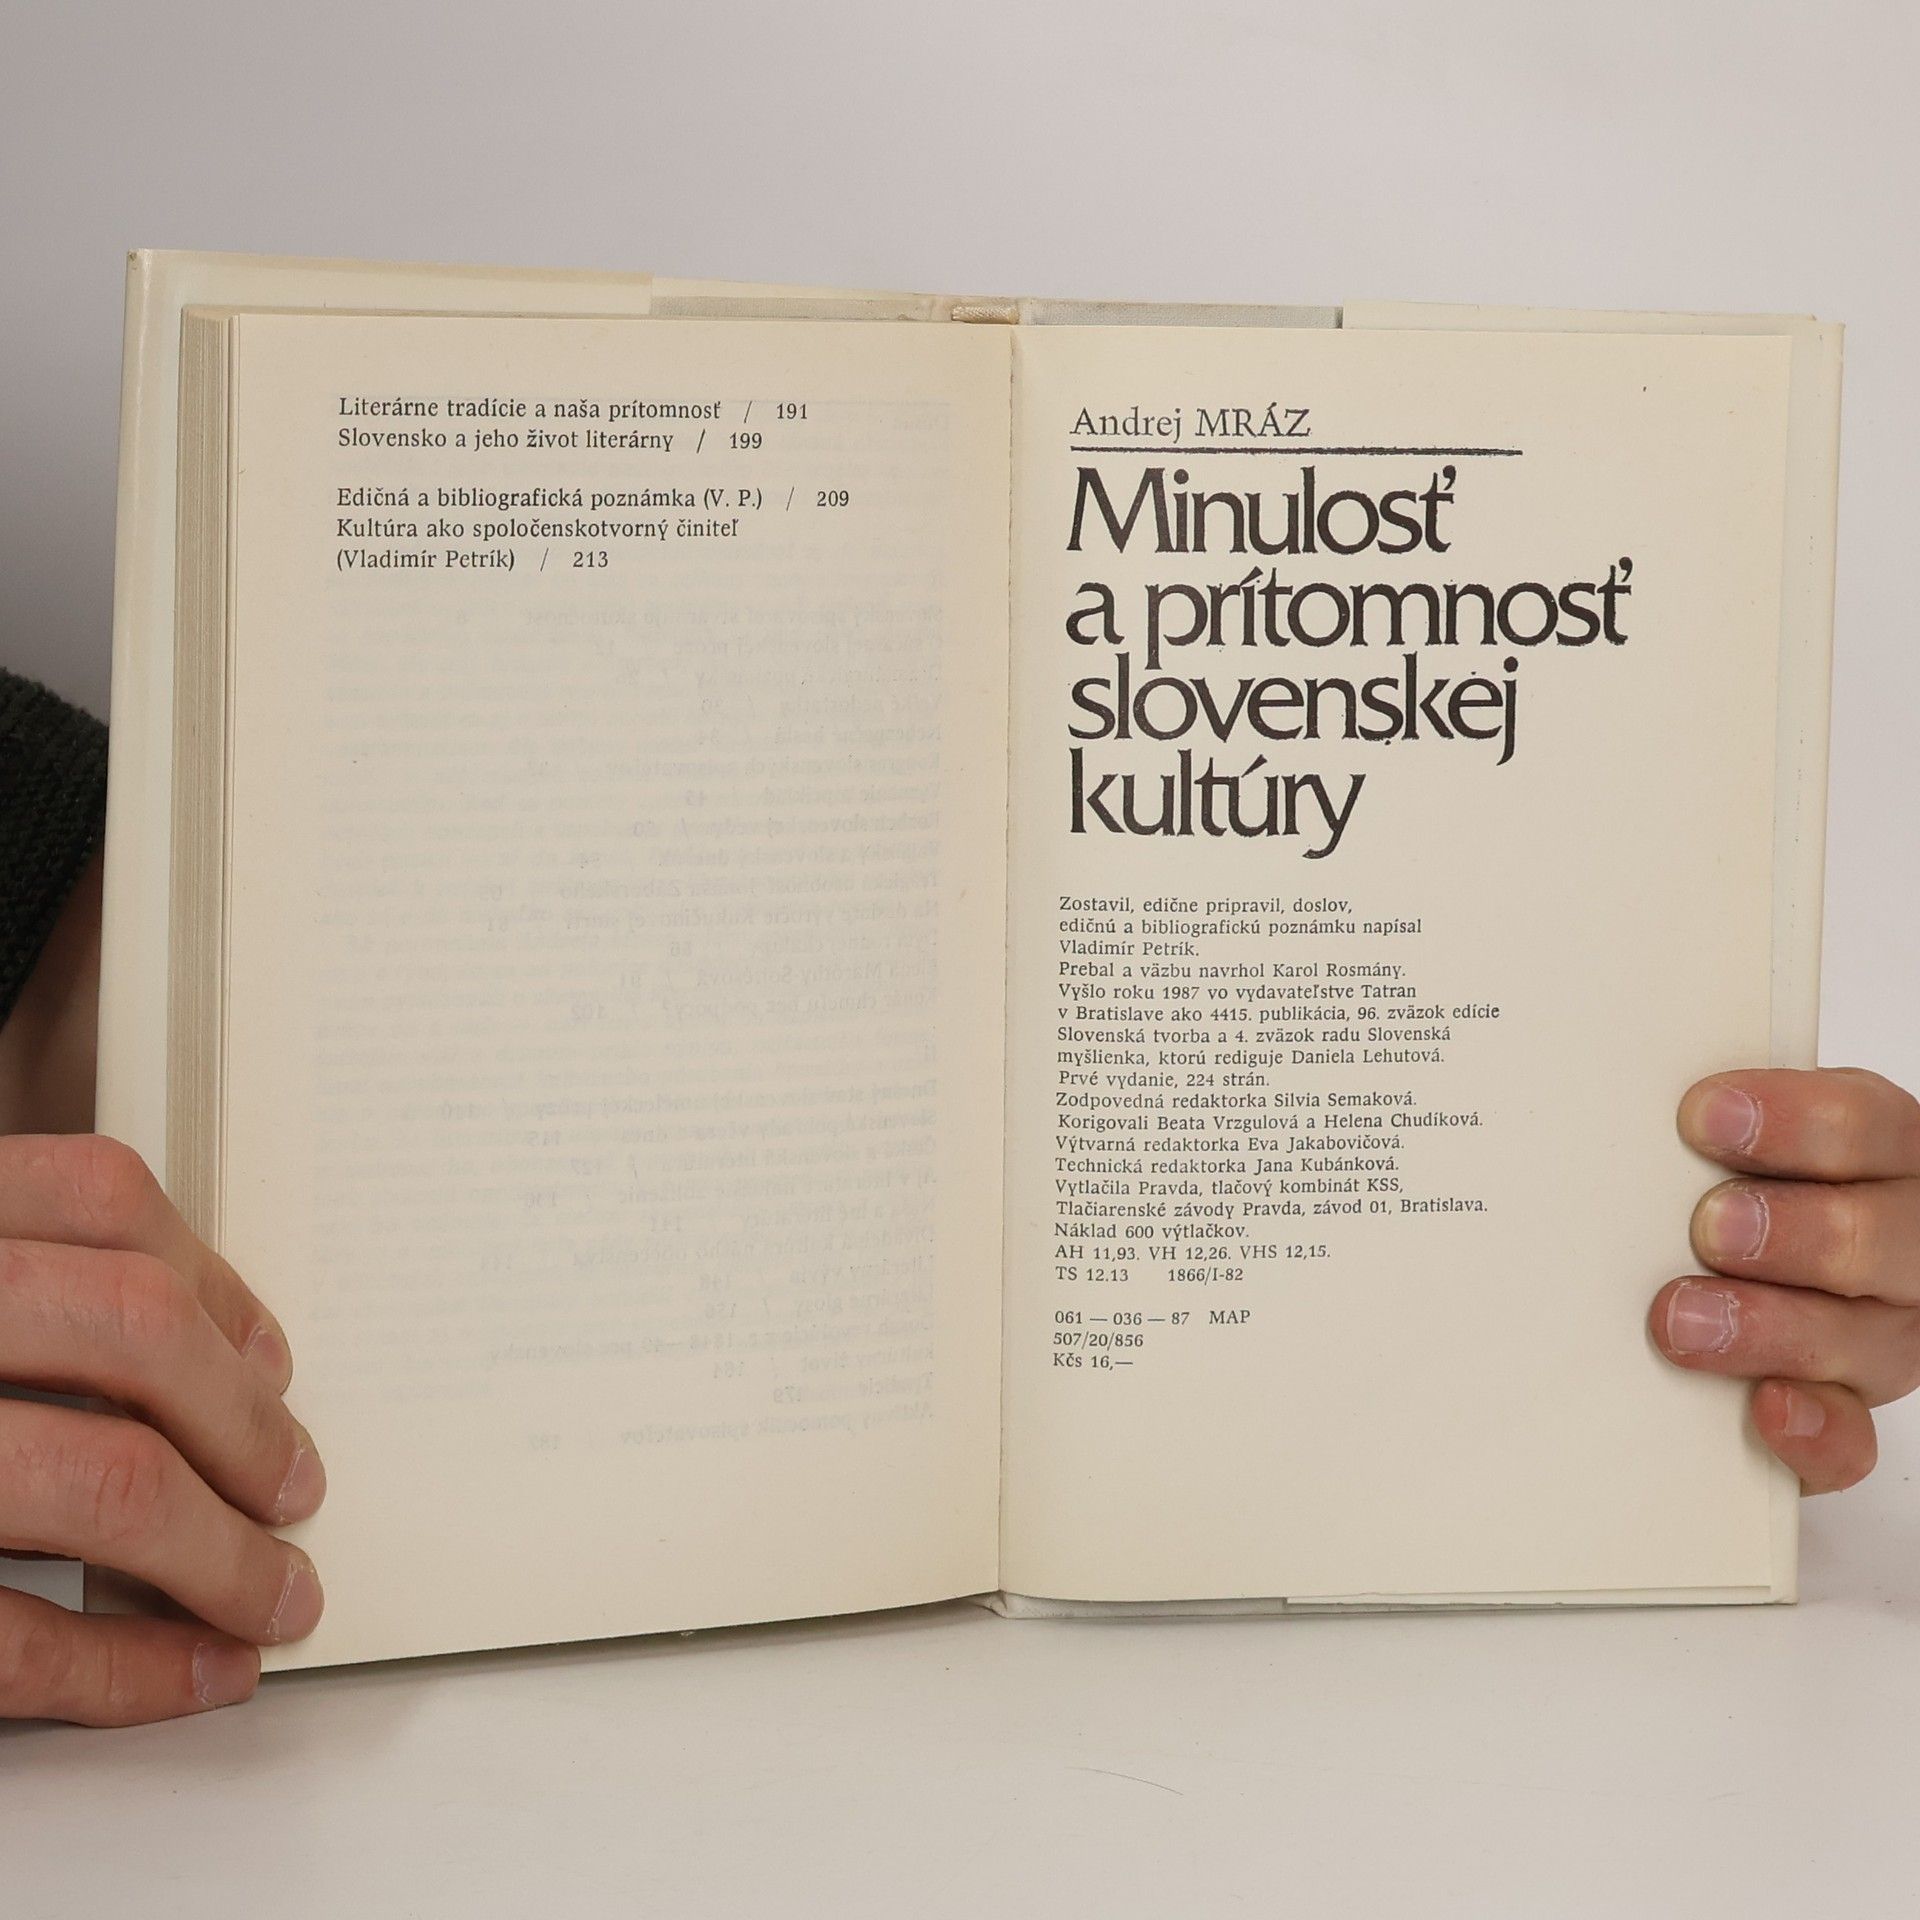 Literárne tradície a naša prítomnosť / 191
Slovensko a jeho život literárny / 199
Edičná a bibliografická poznámka (V. P.) / 209
Kultúra ako spoločenskotvorný činiteľ
(Vladimír Petrík) / 213
Andrej MRÁZ
Minulosť
a prítomnosť
slovenskej
kultúry
Zostavil, edične pripravil, doslov,
edičnú a bibliografickú poznámku napísal
Vladimír Petrík.
Prebal a väzbu navrhol Karol Rosmány.
Vyšlo roku 1987 vo vydavateľstve Tatran
v Bratislave ako 4415. publikácia, 96. zväzok edície
Slovenská tvorba a 4. zväzok radu Slovenská
myšlienka, ktorú rediguje Daniela Lehutová.
Prvé vydanie, 224 strán.
Zodpovedná redaktorka Silvia Semaková.
Korigovali Beata Vrzgulová a Helena Chudíková.
Výtvarná redaktorka Eva Jakabovičová.
Technická redaktorka Jana Kubánková.
Vytlačila Pravda, tlačový kombinát KSS,
Tlačiarenské závody Pravda, závod 01, Bratislava.
Náklad 600 výtlačkov.
AH 11,93. VH 12,26. VHS 12,15.
TS 12.13 1866/I-82
061 — 036 — 87 MAP
507/20/856
Kčs 16,—